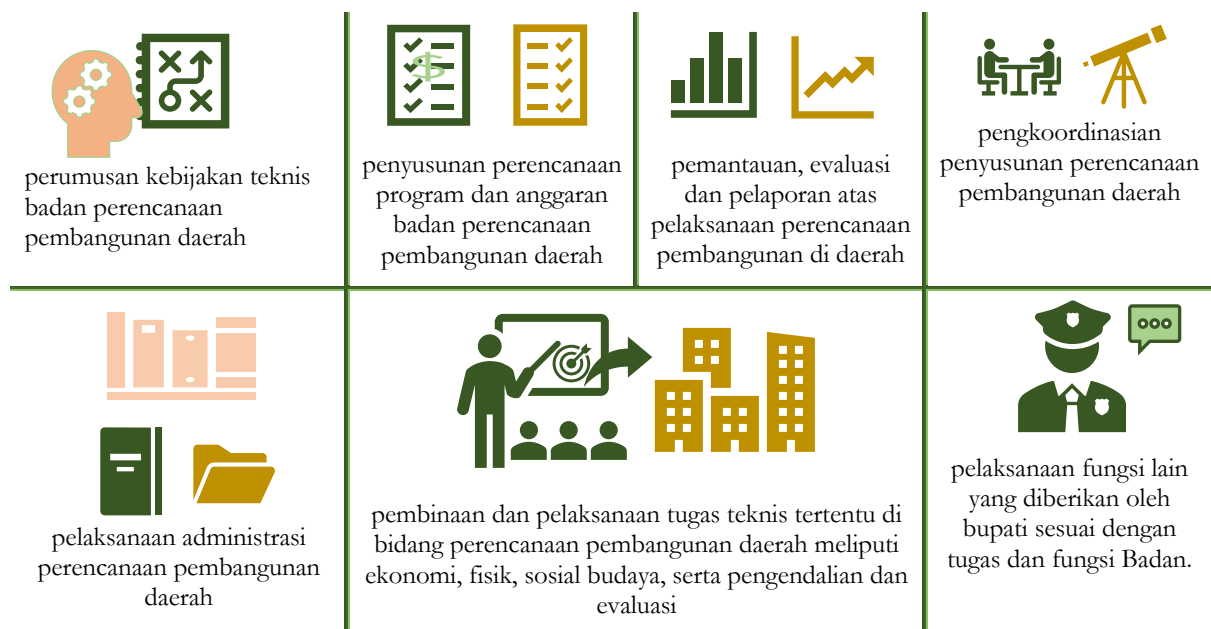 perumusan kebijakan teknis
badan perencanaan
pembangunan daerah
penyusunan perencanaan
program dan anggaran
badan perencanaan
pembangunan daerah
pemantauan, evaluasi
dan pelaporan atas
pelaksanaan perencanaan
pembangunan di daerah
pengkoordinasian
penyusunan perencanaan
pembangunan daerah
pelaksanaan administrasi
perencanaan pembangunan
daerah
pembinaan dan pelaksanaan tugas teknis tertentu di
bidang perencanaan pembangunan daerah meliputi
ekonomi, fisik, sosial budaya, serta pengendalian dan
evaluasi
pelaksanaan fungsi lain
yang diberikan oleh
bupati sesuai dengan
tugas dan fungsi Badan.